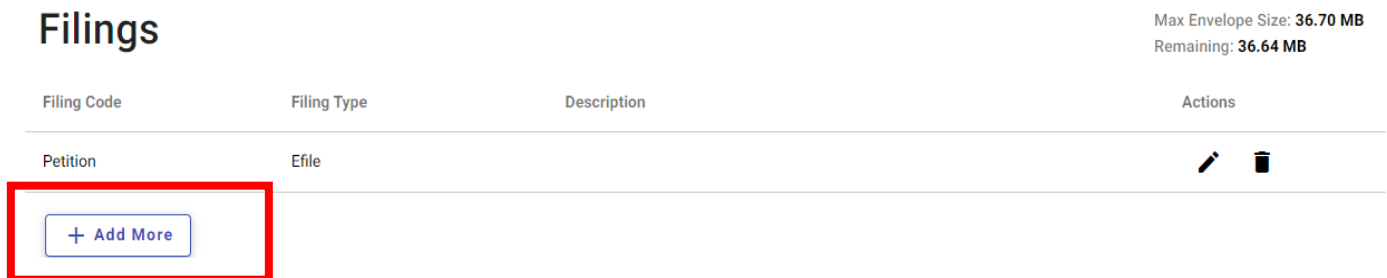 Filings
Max Envelope Size: 36.70 MB
Remaining: 36.64 MB
Filing Code Filing Type Description Actions
Petition Efile
+ Add More